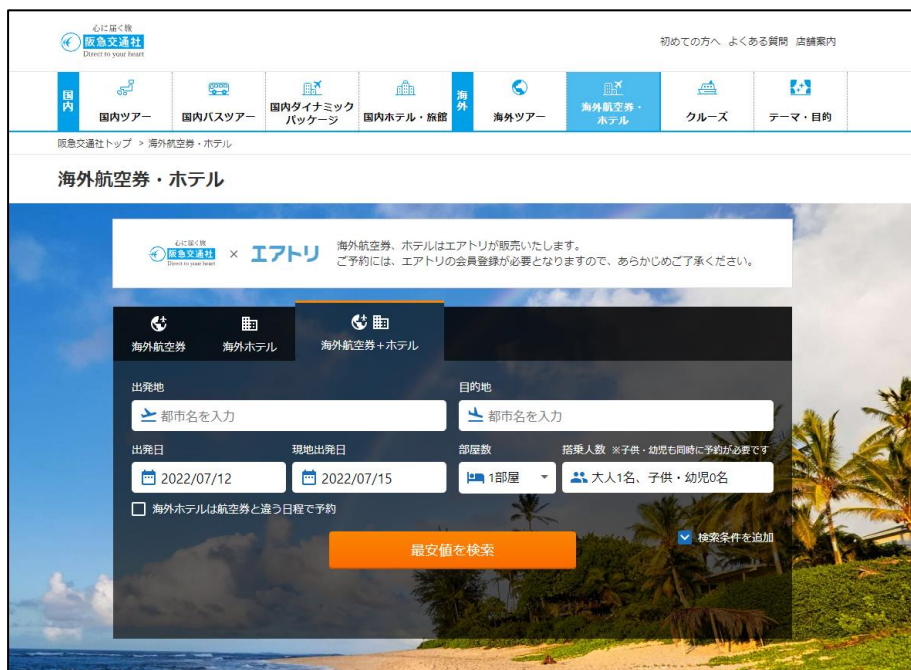 心に届く旅
阪急交通社
Direct to your heart
初めての方へ よくある質問 店舗案内
国内
国内ツアー
国内バスツアー
国内ダイナミック
パッケージ
国内ホテル・旅館
海外
海外ツアー
海外航空券・
ホテル
クルーズ
テーマ・目的
阪急交通社トップ > 海外航空券・ホテル
海外航空券・ホテル
心に届く旅
阪急交通社
Direct to your heart
× エアトリ
海外航空券、ホテルはエアトリが販売いたします。
ご予約には、エアトリの会員登録が必要となりますので、あらかじめご了承ください。
海外航空券
海外ホテル
海外航空券+ホテル
出発地
目的地
都市名を入力
都市名を入力
出発日
現地出発日
部屋数
搭乗人数 ※子供・幼児も同時に予約が必要です
2022/07/12
2022/07/15
1部屋
大人1名、子供・幼児0名
海外ホテルは航空券と違う日程で予約
検索条件を追加
最安値を検索